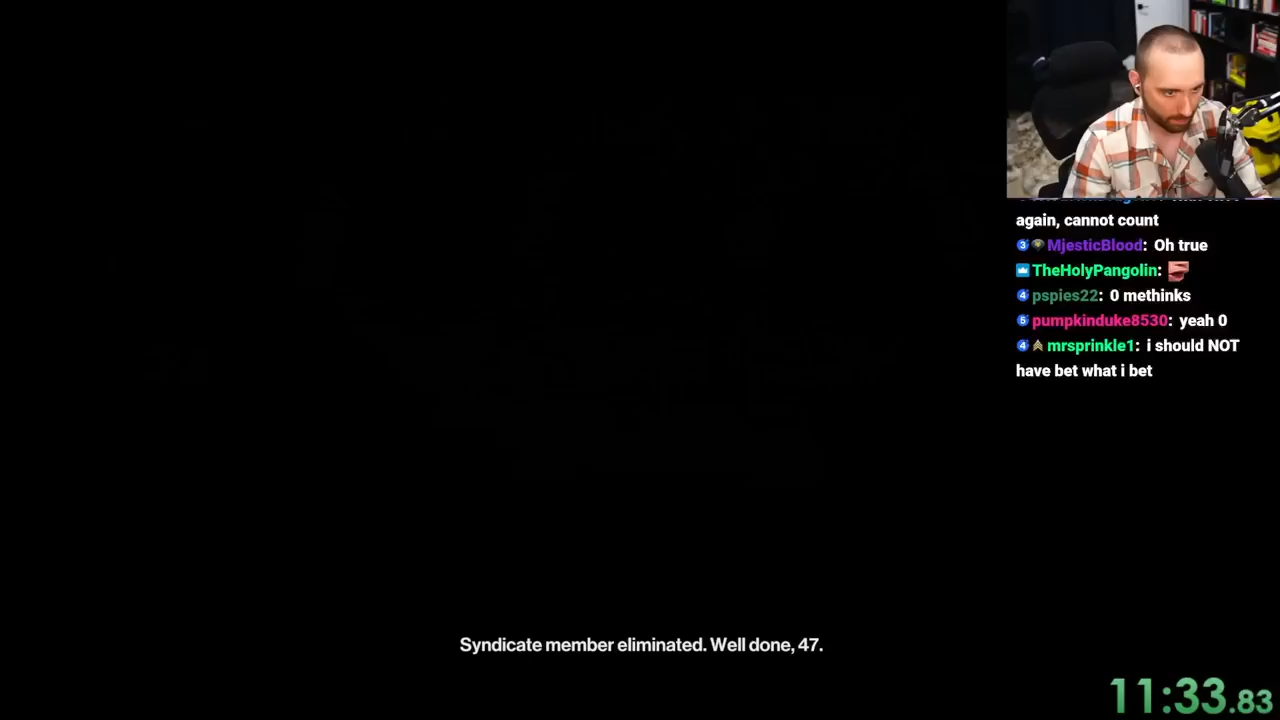 again, cannot count
MjesticBlood: Oh true
TheHolyPangolin:
pspies22: 0 methinks
pumpkinduke8530: yeah 0
mrsprinkle1: i should NOT
have bet what i bet
Syndicate member eliminated. Well done, 47.
11:33.83